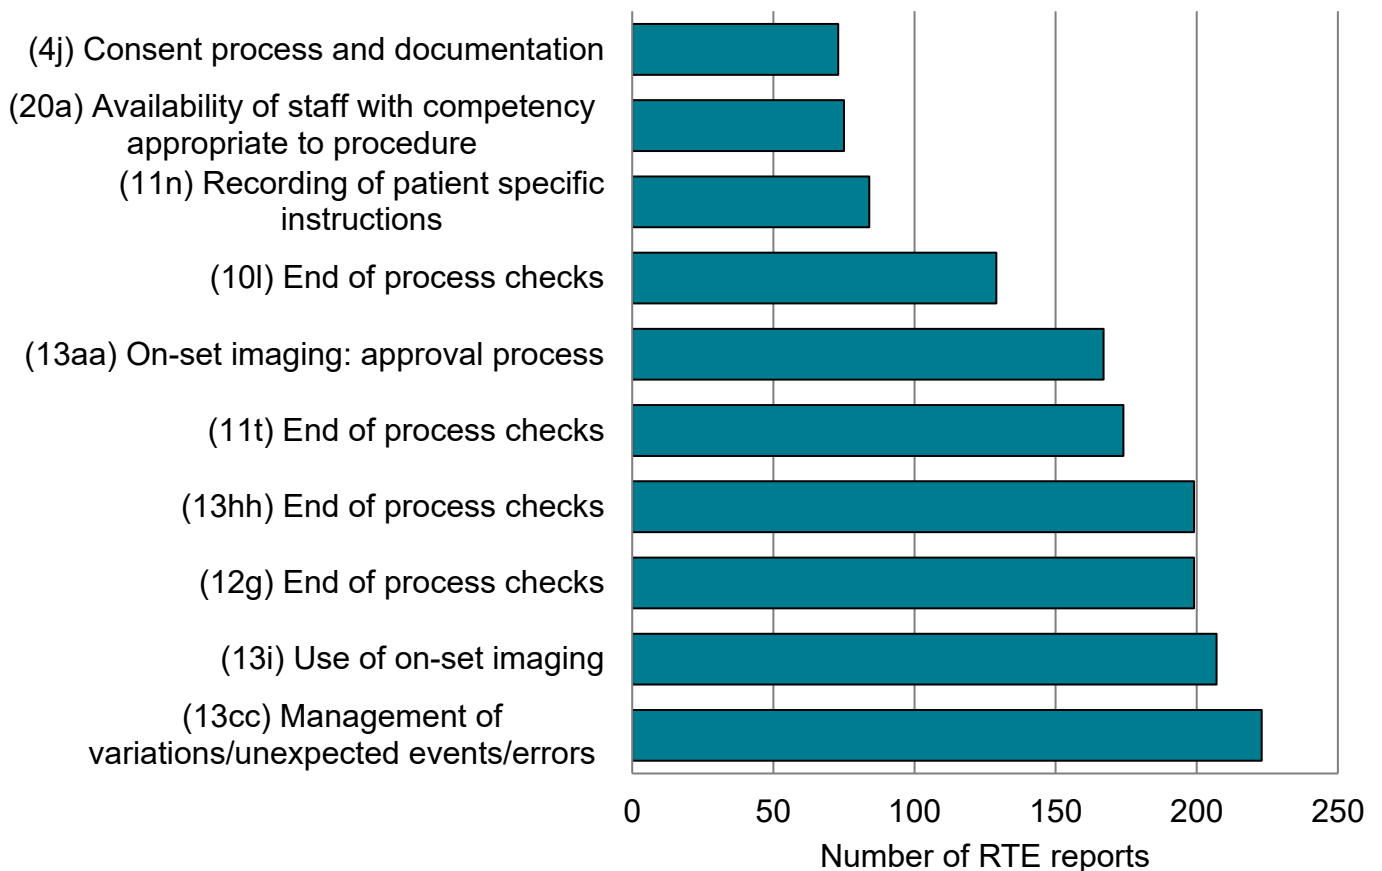 (4j) Consent process and documentation
(20a) Availability of staff with competency
appropriate to procedure
(11n) Recording of patient specific
instructions
(10l) End of process checks
(13aa) On-set imaging: approval process
(11t) End of process checks
(13hh) End of process checks
(12g) End of process checks
(13i) Use of on-set imaging
(13cc) Management of
variations/unexpected events/errors
0 50 100 150 200 250
Number of RTE reports